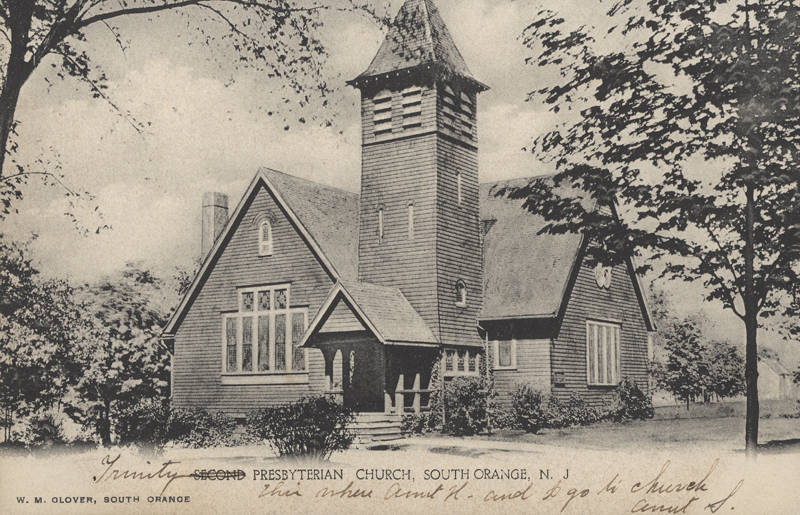 Trinity SECOND PRESBYTERIAN CHURCH, SOUTH ORANGE, N. J
W. M. GLOVER, SOUTH ORANGE
This where Aunt H - and I go to church
Aunt S.